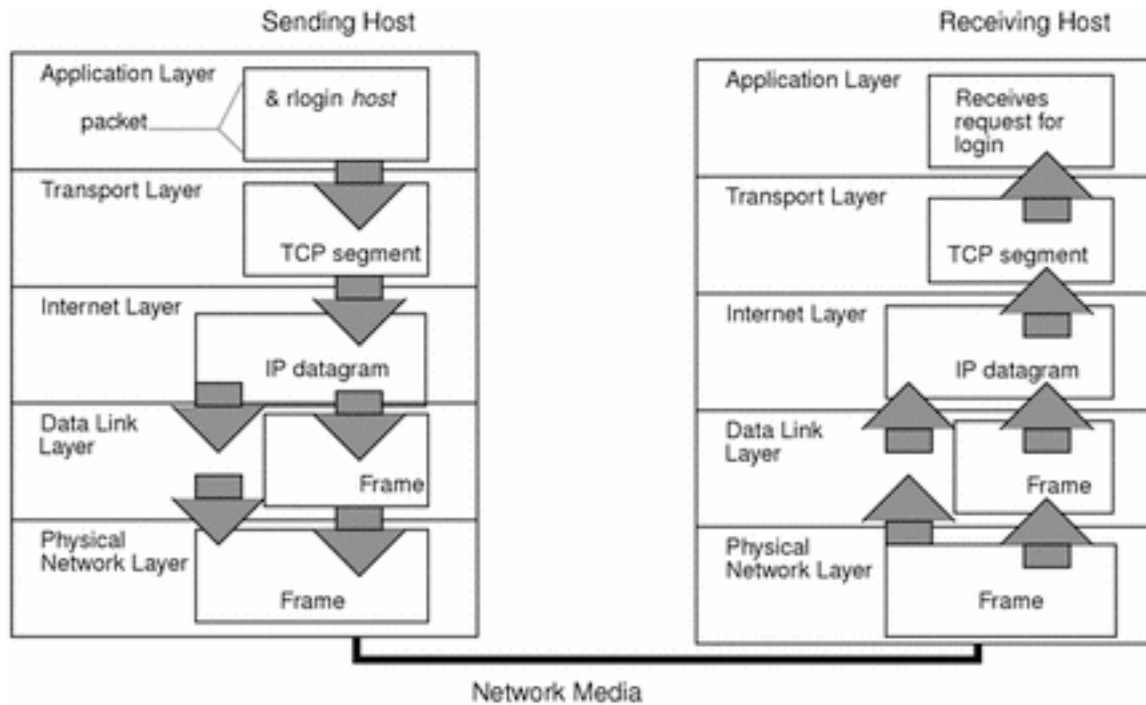 Sending Host
Application Layer
packet
& rlogin host
Transport Layer
TCP segment
Internet Layer
IP datagram
Data Link
Layer
Frame
Physical
Network Layer
Frame
Receiving Host
Application Layer
Receives
request for
login
Transport Layer
TCP segment
Internet Layer
IP datagram
Data Link
Layer
Frame
Physical
Network Layer
Frame
Network Media